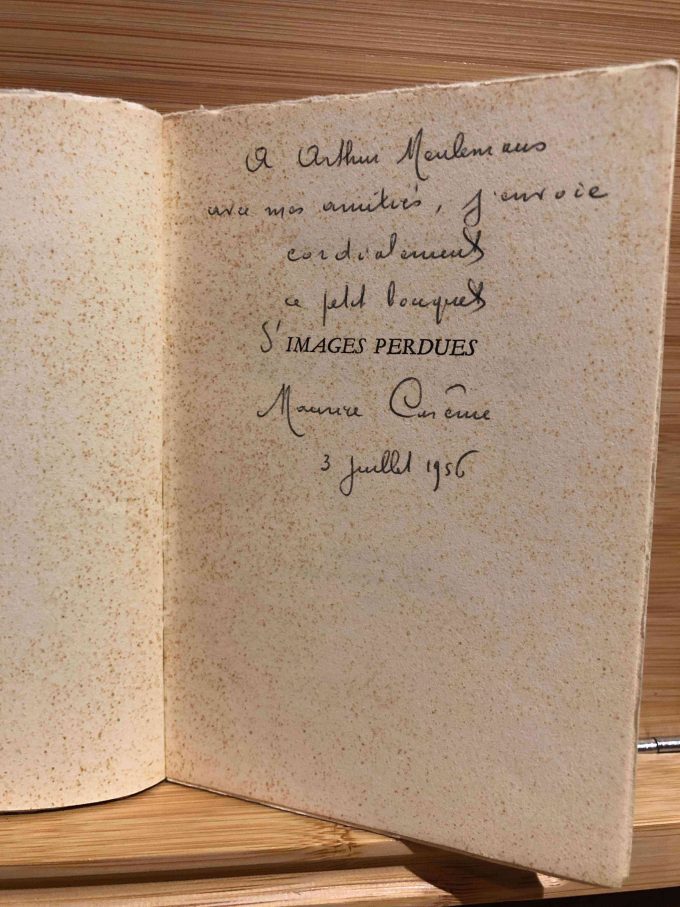 A Arthur Meulemans
avec mes amitiés, j'envoie
cordialement
ce petit bouquet
d'IMAGES PERDUES
Maurice Carême
3 juillet 1956